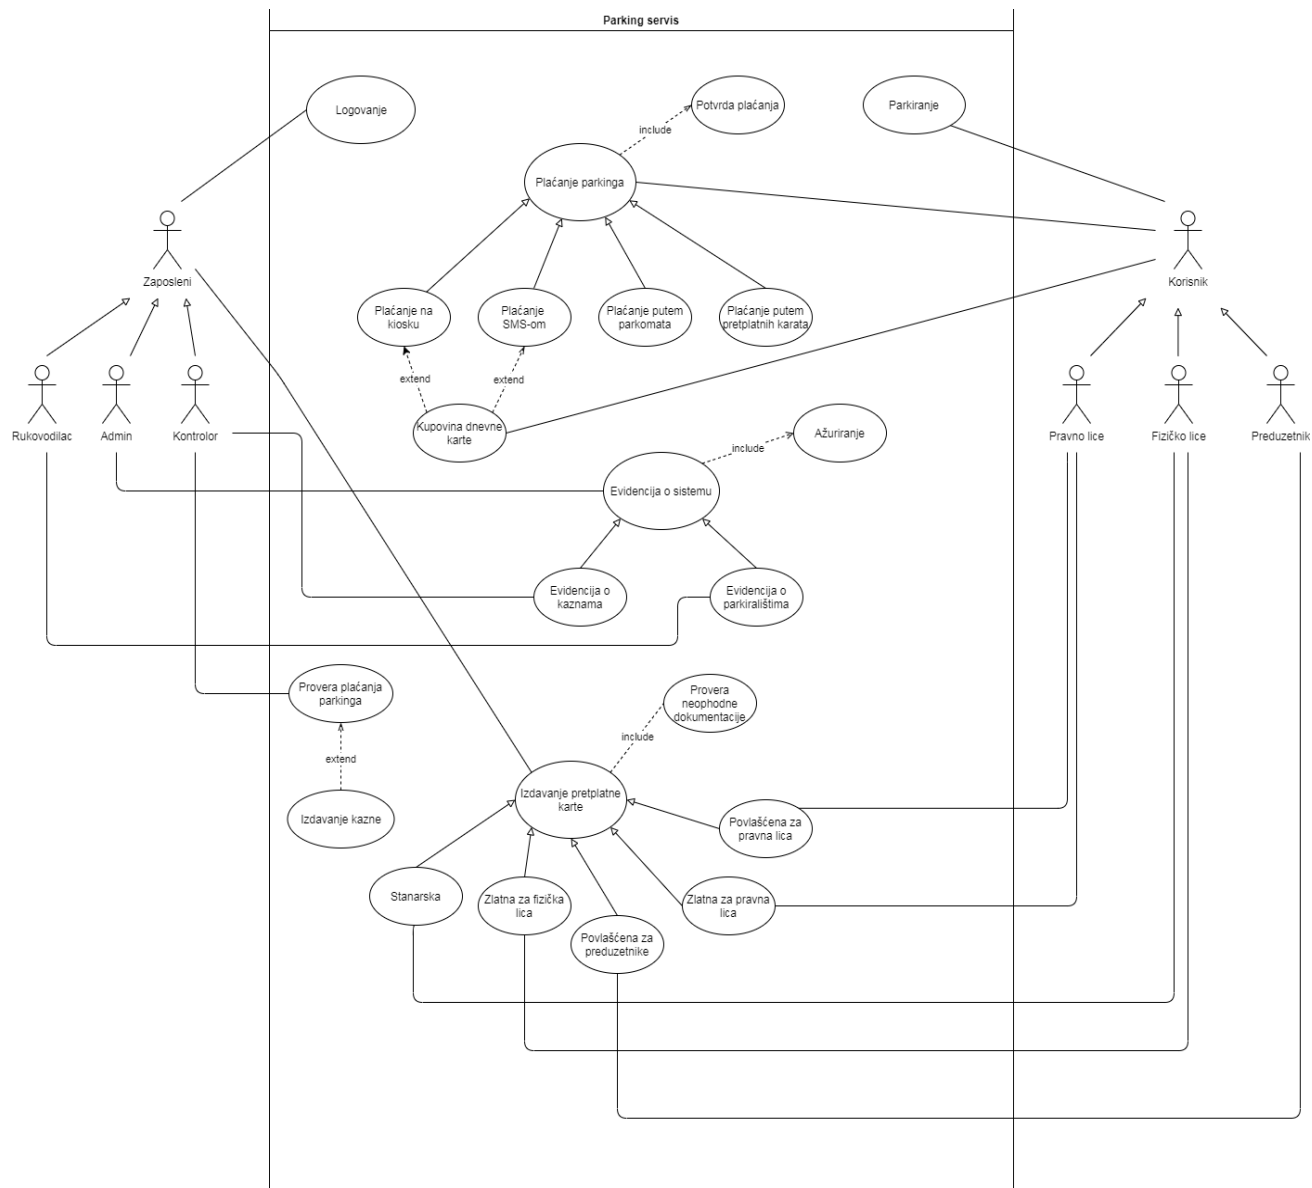 Parking servis
Logovanje
Potvrda plaćanja
Parkiranje
include
Plaćanje parkinga
Zaposleni
Korisnik
Plaćanje na
kiosku
Plaćanje
SMS-om
Plaćanje putem
parkomata
Plaćanje putem
pretplatnih karata
extend
extend
Rukovodilac
Admin
Kontrolor
Kupovina dnevne
karte
Ažuriranje
Pravno lice
Fizičko lice
Preduzetnik
include
Evidencija o sistemu
Evidencija o
kaznama
Evidencija o
parkiralištima
Provera plaćanja
parkinga
Provera
neophodne
dokumentacije
include
extend
Izdavanje pretplatne
karte
Izdavanje kazne
Povlašćena za
pravna lica
Stanarska
Zlatna za fizička
lica
Zlatna za pravna
lica
Povlašćena za
preduzetnike